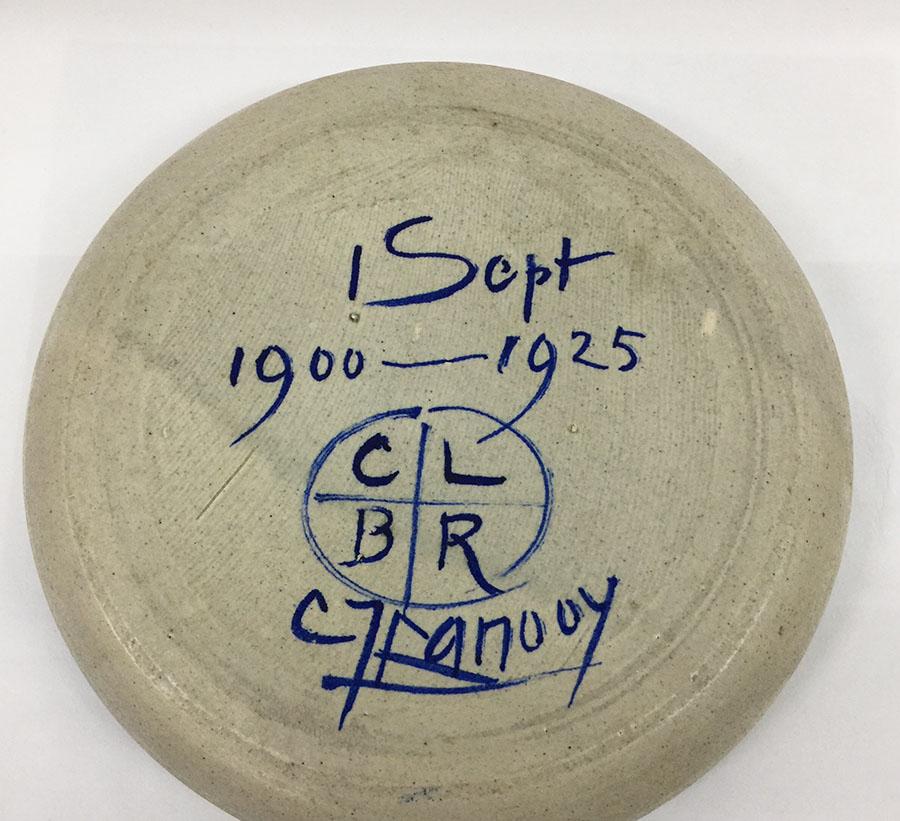 1 Sept
1900—1925
C L
B R
CJLanooy